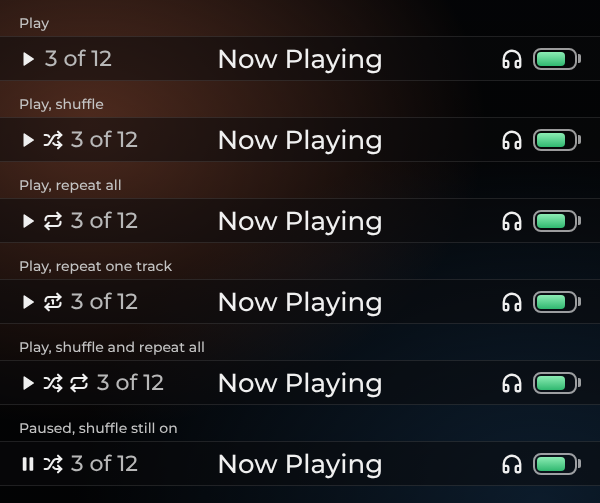 Play
3 of 12 Now Playing
Play, shuffle
3 of 12 Now Playing
Play, repeat all
3 of 12 Now Playing
Play, repeat one track
1 3 of 12 Now Playing
Play, shuffle and repeat all
3 of 12 Now Playing
Paused, shuffle still on
3 of 12 Now Playing